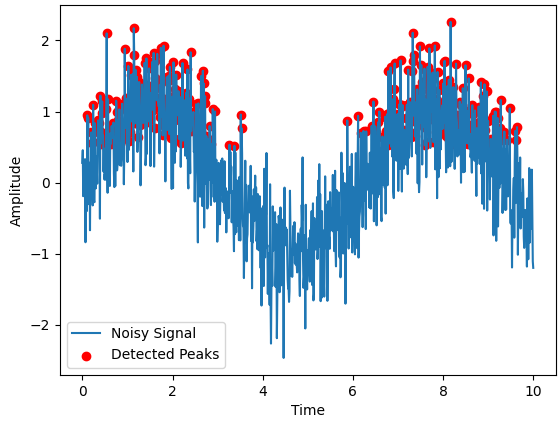 2
1
0
−1
−2
Amplitude
Noisy Signal
Detected Peaks
0 2 4 6 8 10
Time